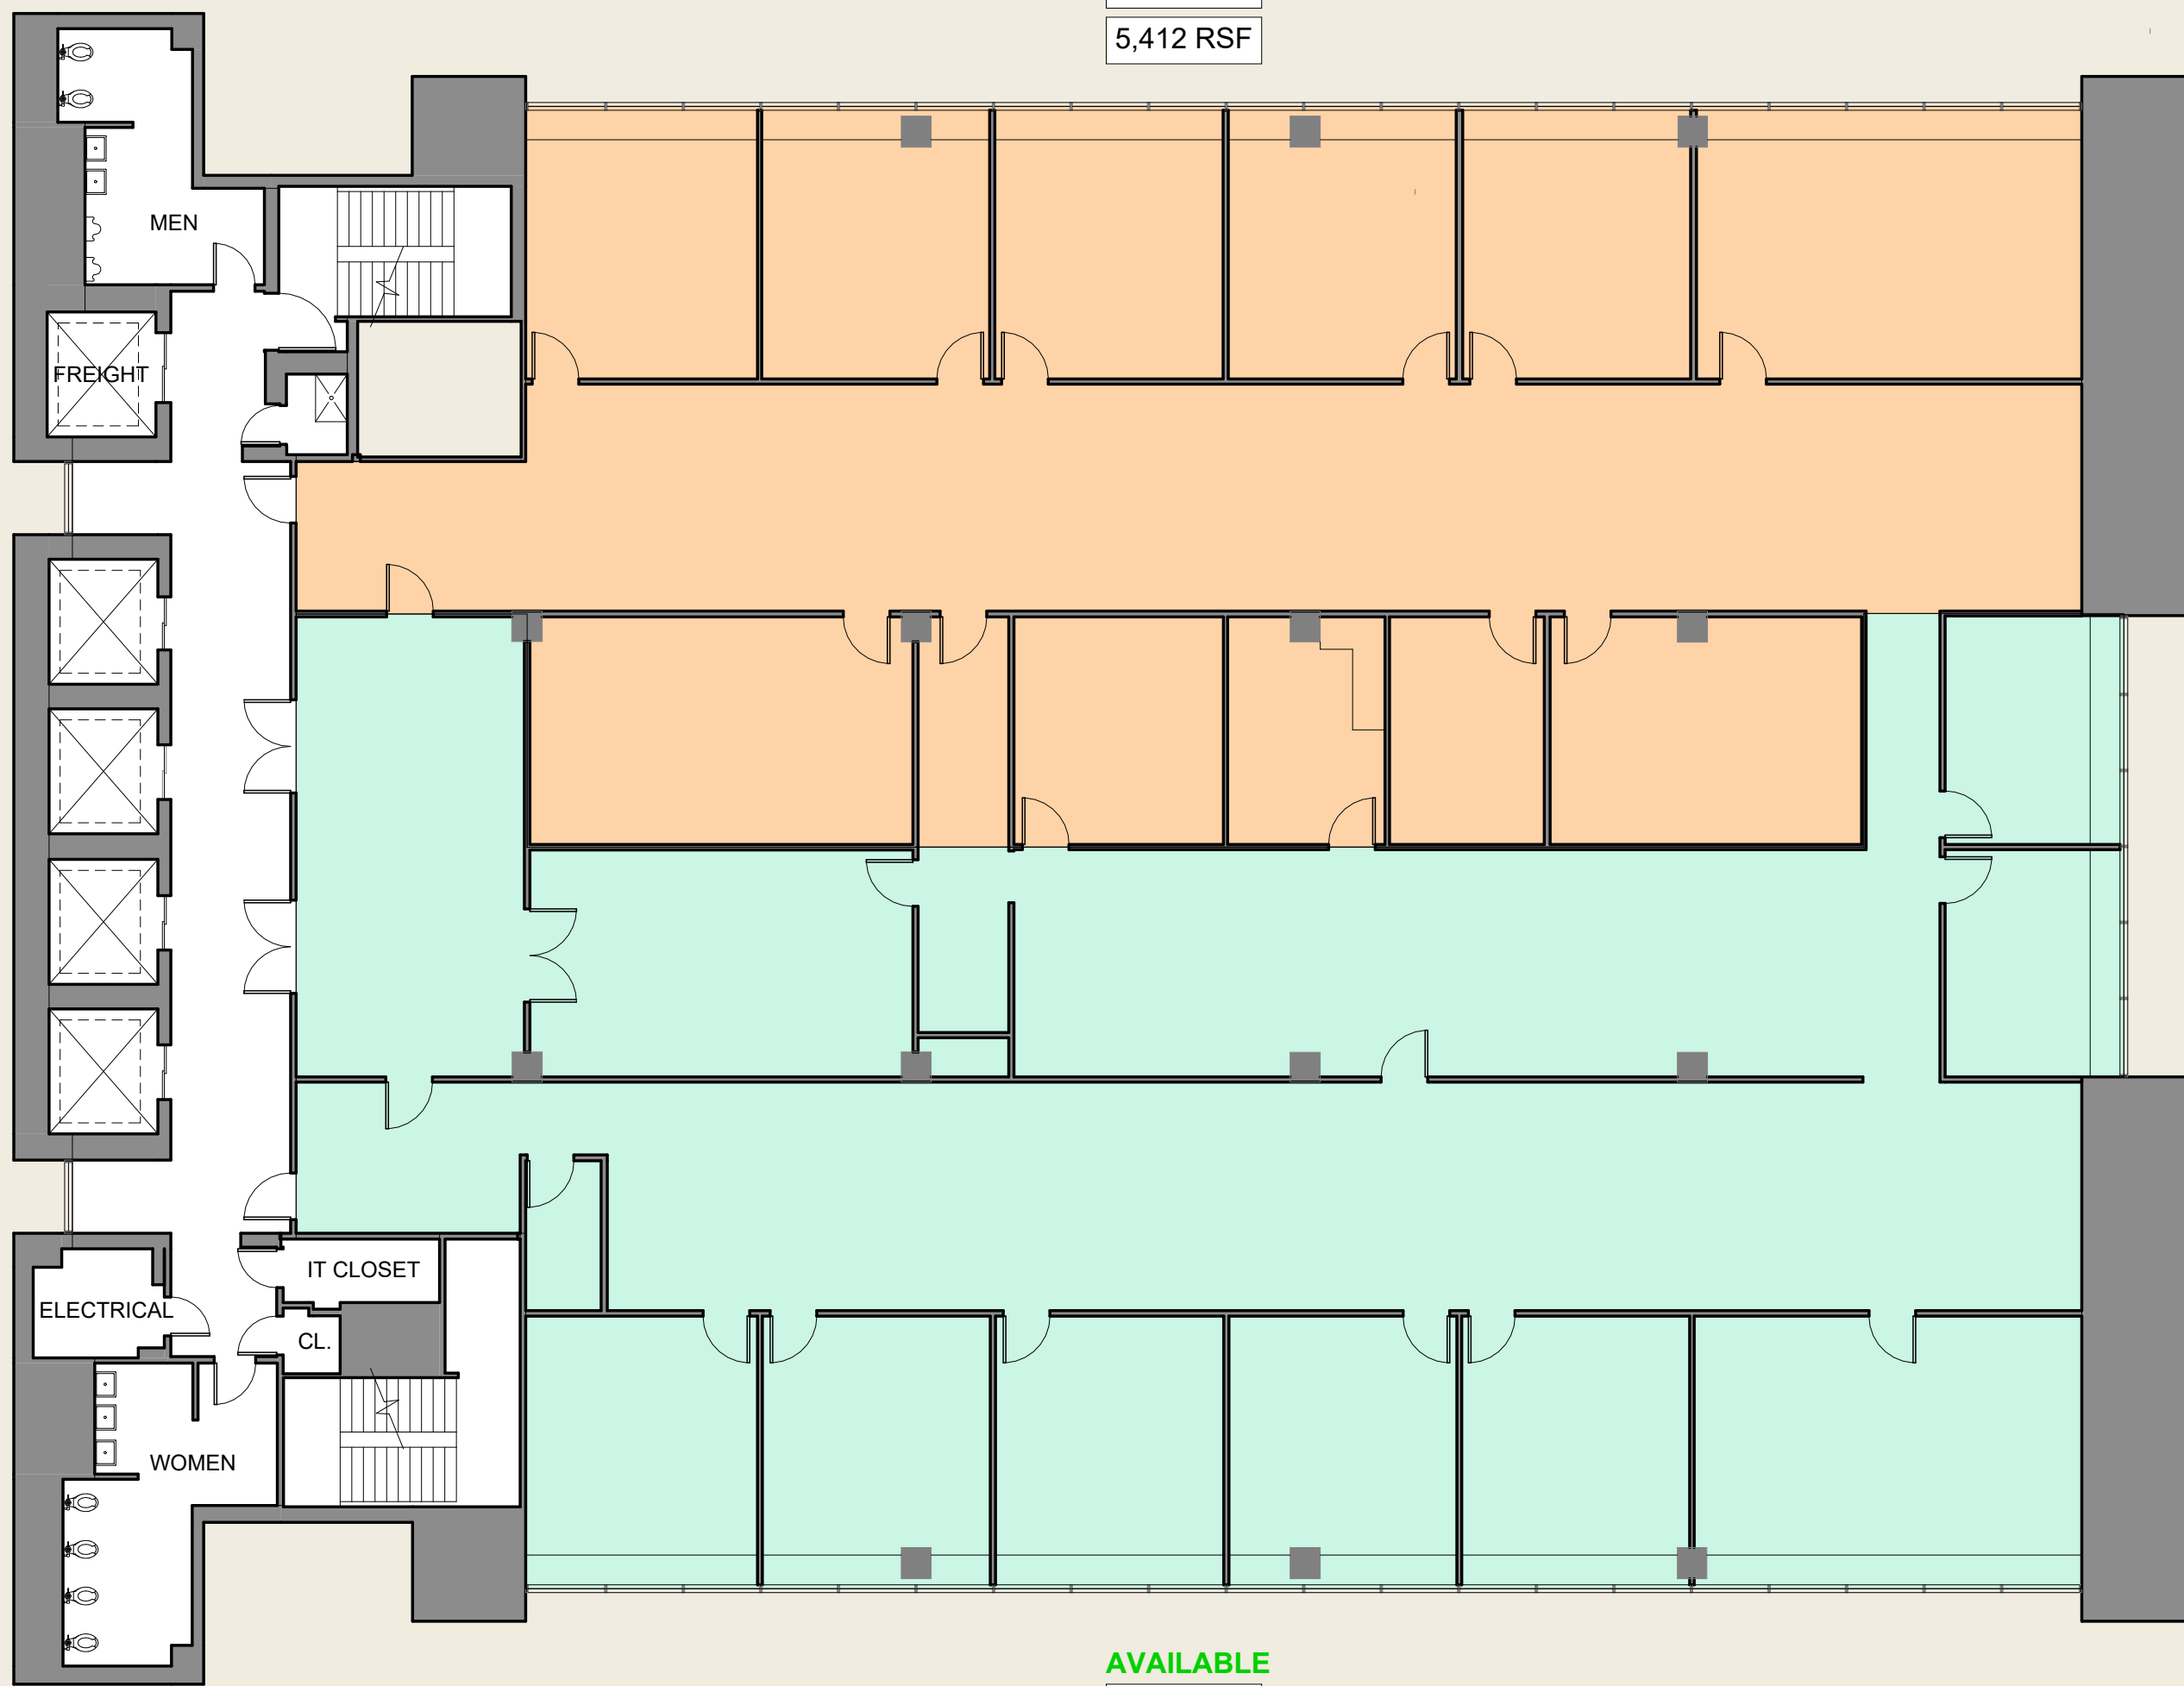 5,412 RSF
MEN
FREIGHT
IT CLOSET
ELECTRICAL
CL.
WOMEN
AVAILABLE